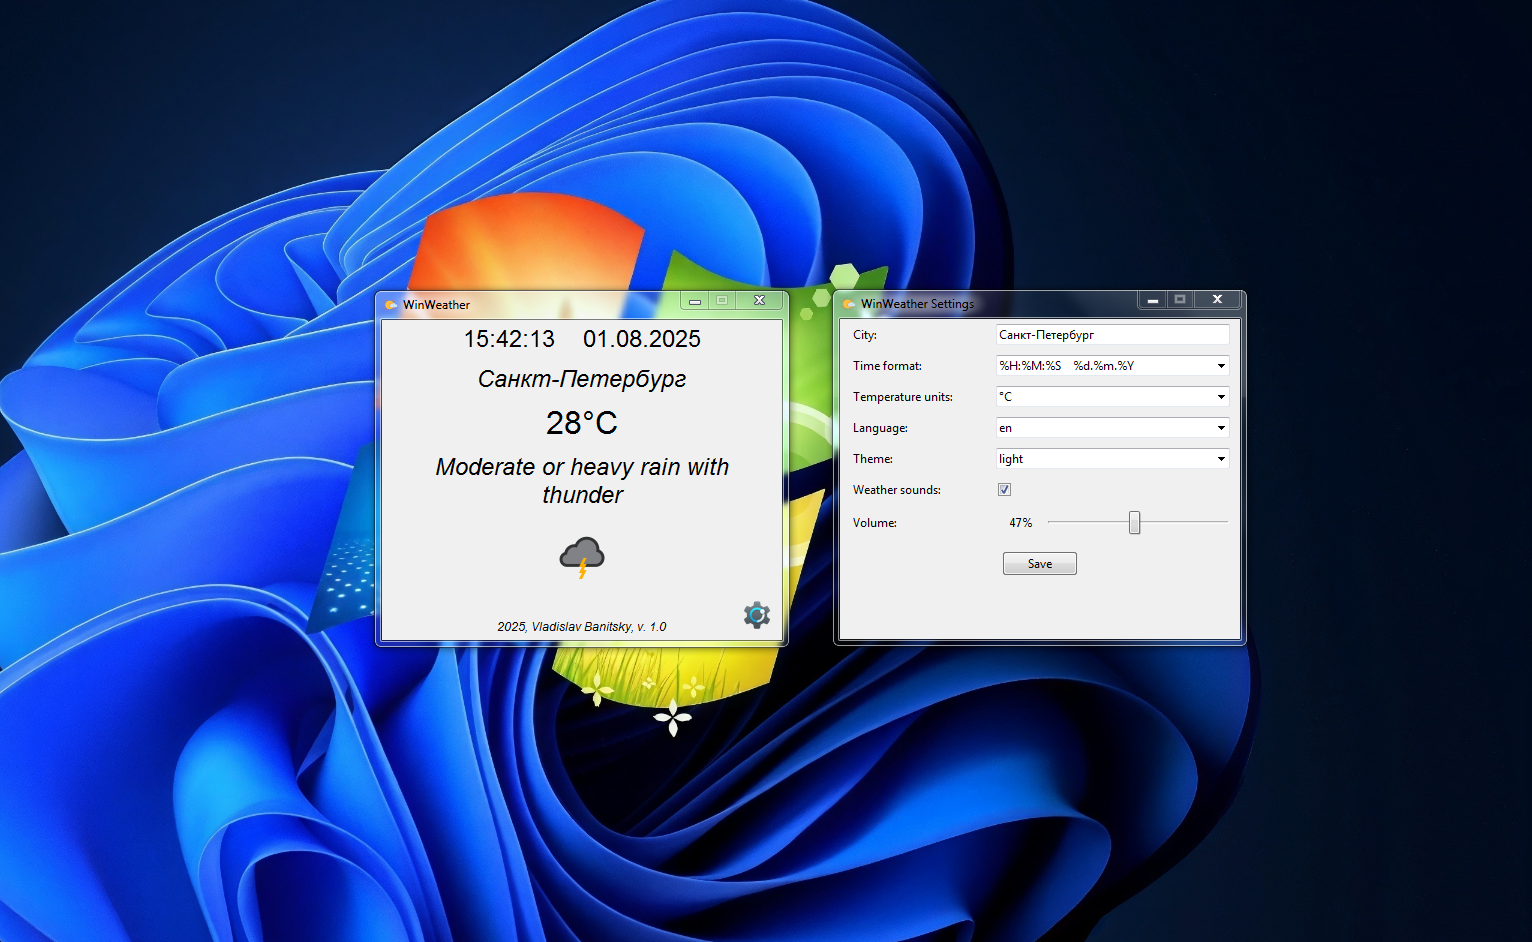 WinWeather
15:42:13 01.08.2025
Санкт-Петербург
28°C
Moderate or heavy rain with
thunder
2025, Vladislav Banitsky, v. 1.0
WinWeather Settings
City: Санкт-Петербург
Time format: %H:%M:%S %d.%m.%Y
Temperature units: °C
Language: en
Theme: light
Weather sounds:
Volume: 47%
Save